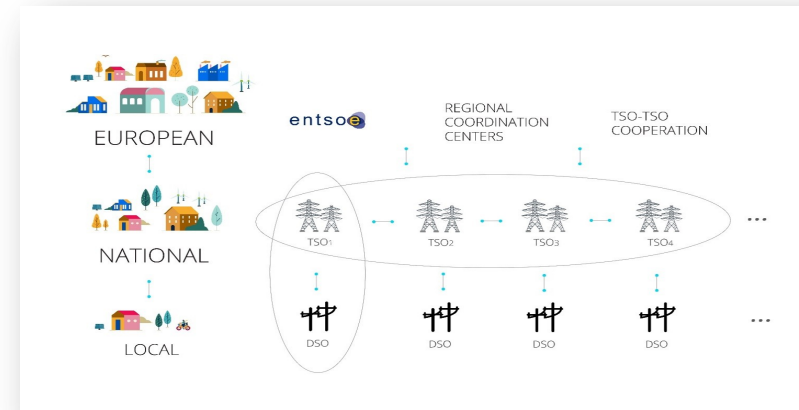 EUROPEAN
entsoe
REGIONAL
COORDINATION
CENTERS
TSO-TSO
COOPERATION
NATIONAL
TSO1
TSO2
TSO3
TSO4
...
LOCAL
DSO
DSO
DSO
DSO
...